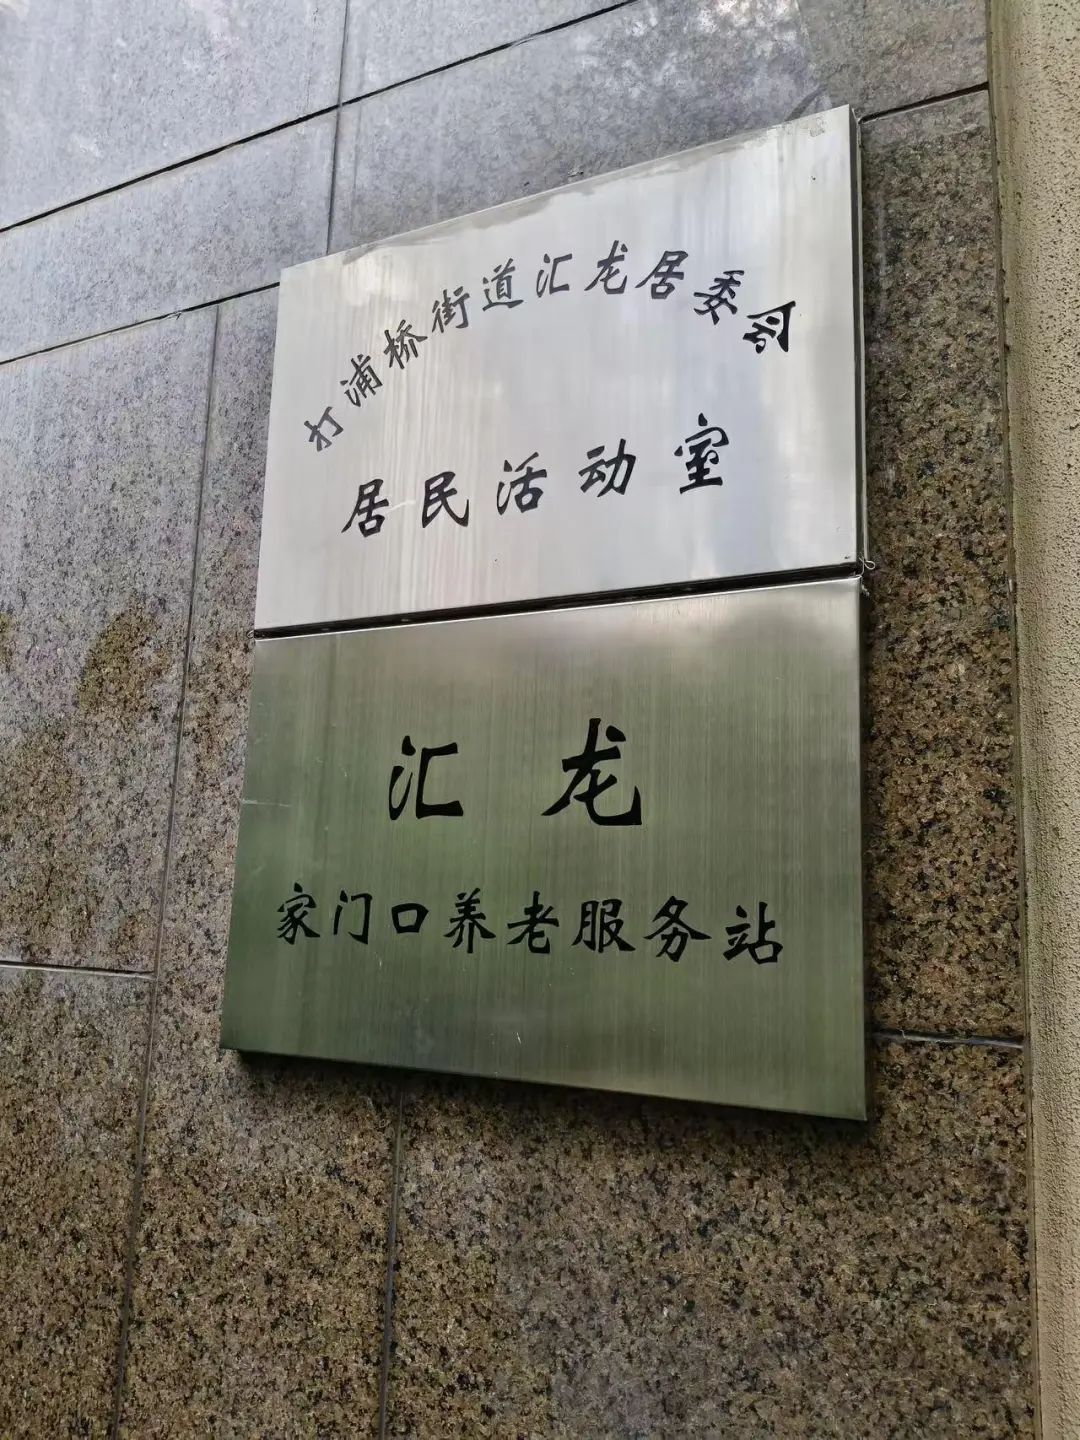 打浦桥街道汇龙居委会
居民活动室
汇龙
家门口养老服务站